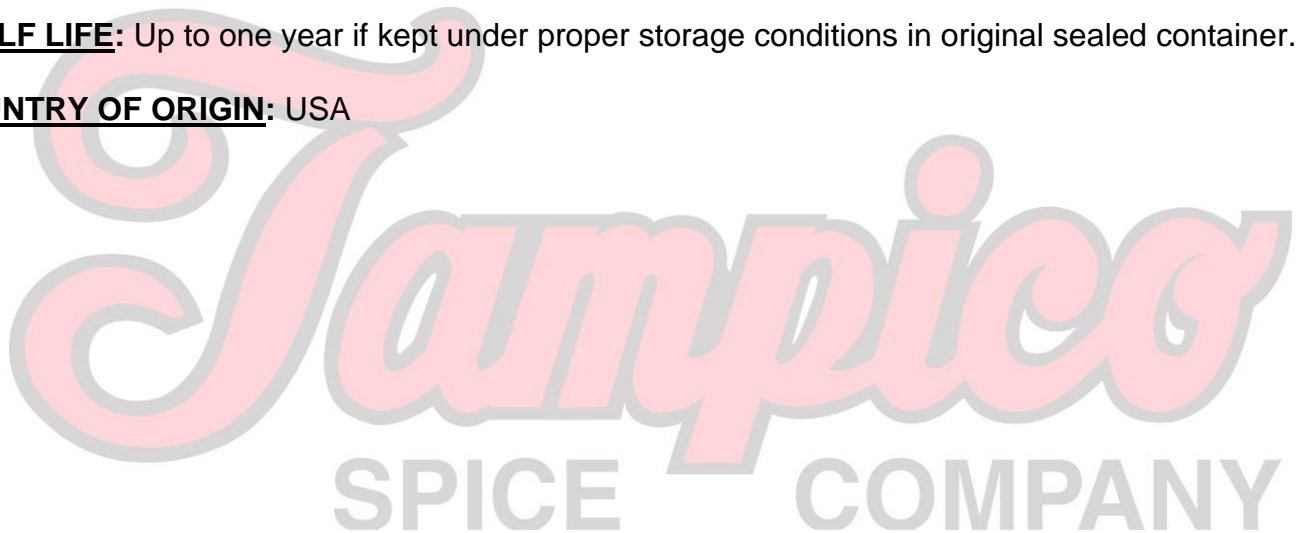 LF LIFE: Up to one year if kept under proper storage conditions in original sealed container.
NTRY OF ORIGIN: USA
Tampico
SPICE COMPANY